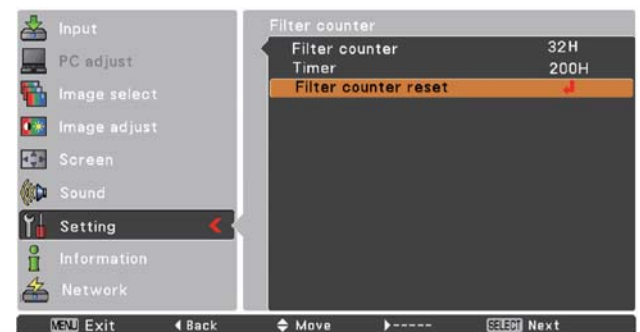 Input
PC adjust
Image select
Image adjust
Screen
Sound
Setting
Information
Network
Filter counter
Filter counter 32H
Timer 200H
Filter counter reset
MENU Exit Back Move ----- SELECT Next